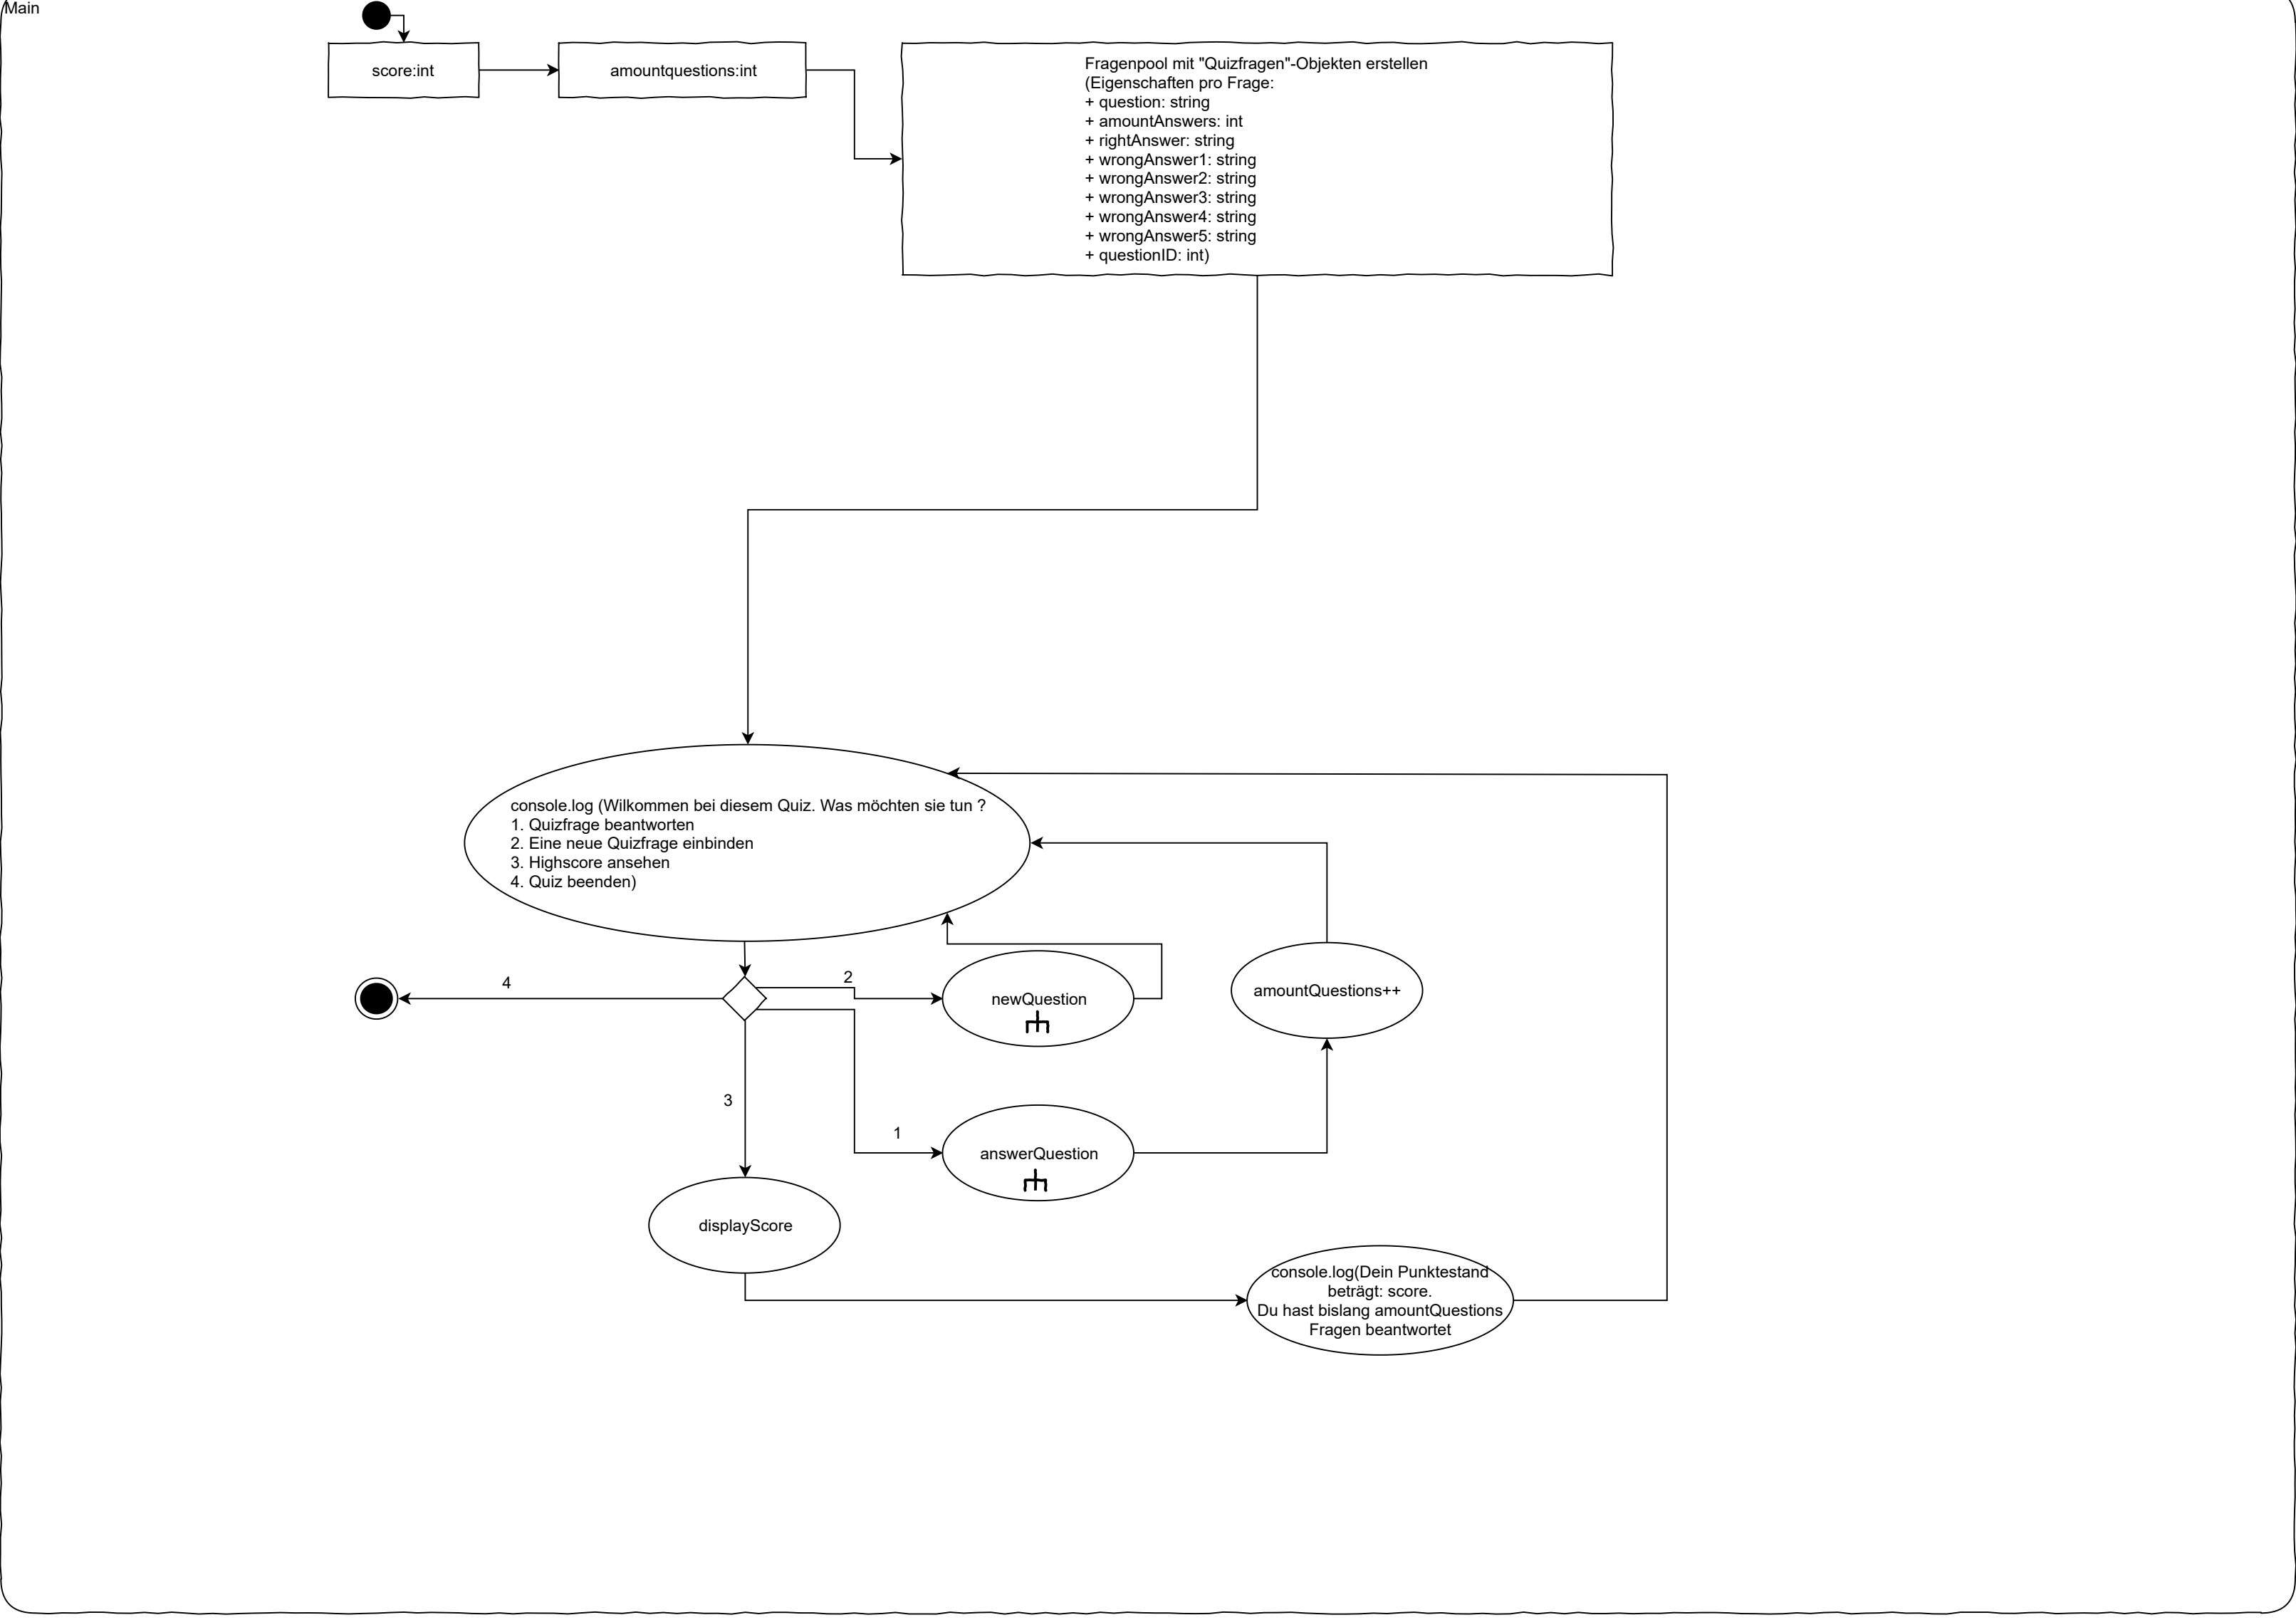 Main
score:int
amountquestions:int
Fragenpool mit "Quizfragen"-Objekten erstellen
(Eigenschaften pro Frage:
+ question: string
+ amountAnswers: int
+ rightAnswer: string
+ wrongAnswer1: string
+ wrongAnswer2: string
+ wrongAnswer3: string
+ wrongAnswer4: string
+ wrongAnswer5: string
+ questionID: int)
console.log (Wilkommen bei diesem Quiz. Was möchten sie tun ?
1. Quizfrage beantworten
2. Eine neue Quizfrage einbinden
3. Highscore ansehen
4. Quiz beenden)
4
2
newQuestion
amountQuestions++
3
1
answerQuestion
displayScore
console.log(Dein Punktestand
beträgt: score.
Du hast bislang amountQuestions
Fragen beantwortet